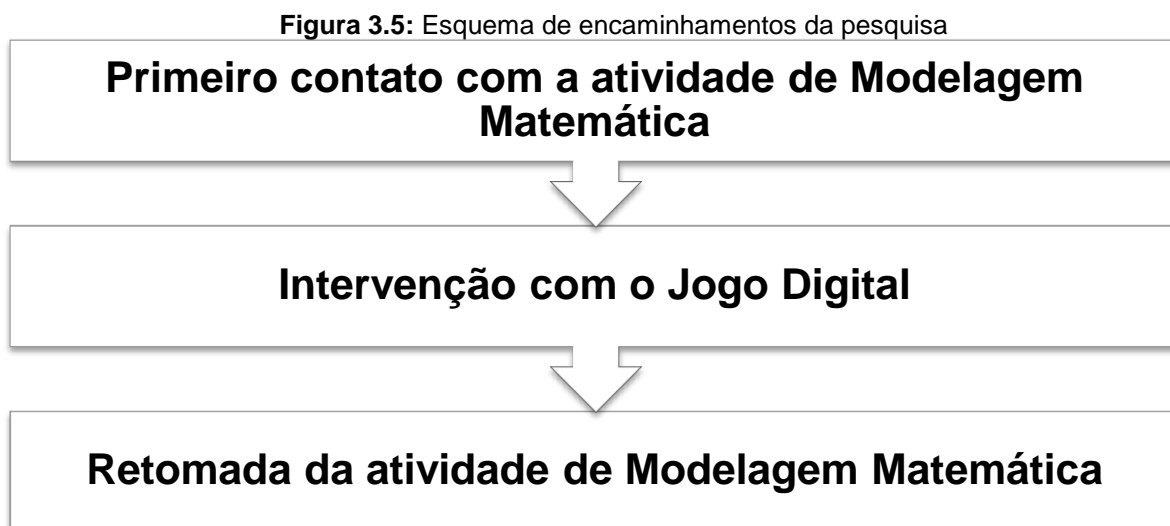 Figura 3.5: Esquema de encaminhamentos da pesquisa
Primeiro contato com a atividade de Modelagem
Matemática
Intervenção com o Jogo Digital
Retomada da atividade de Modelagem Matemática